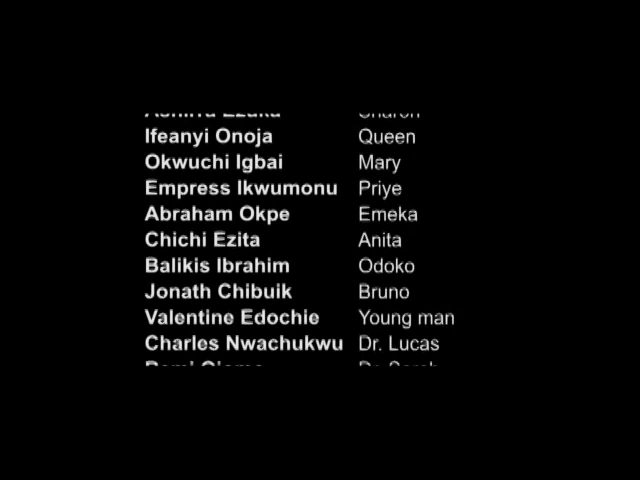 Ifeanyi Onoja Queen
Okwuchi Igbai Mary
Empress Ikwumonu Priye
Abraham Okpe Emeka
Chichi Ezita Anita
Balikis Ibrahim Odoko
Jonath Chibuik Bruno
Valentine Edochie Young man
Charles Nwachukwu Dr. Lucas